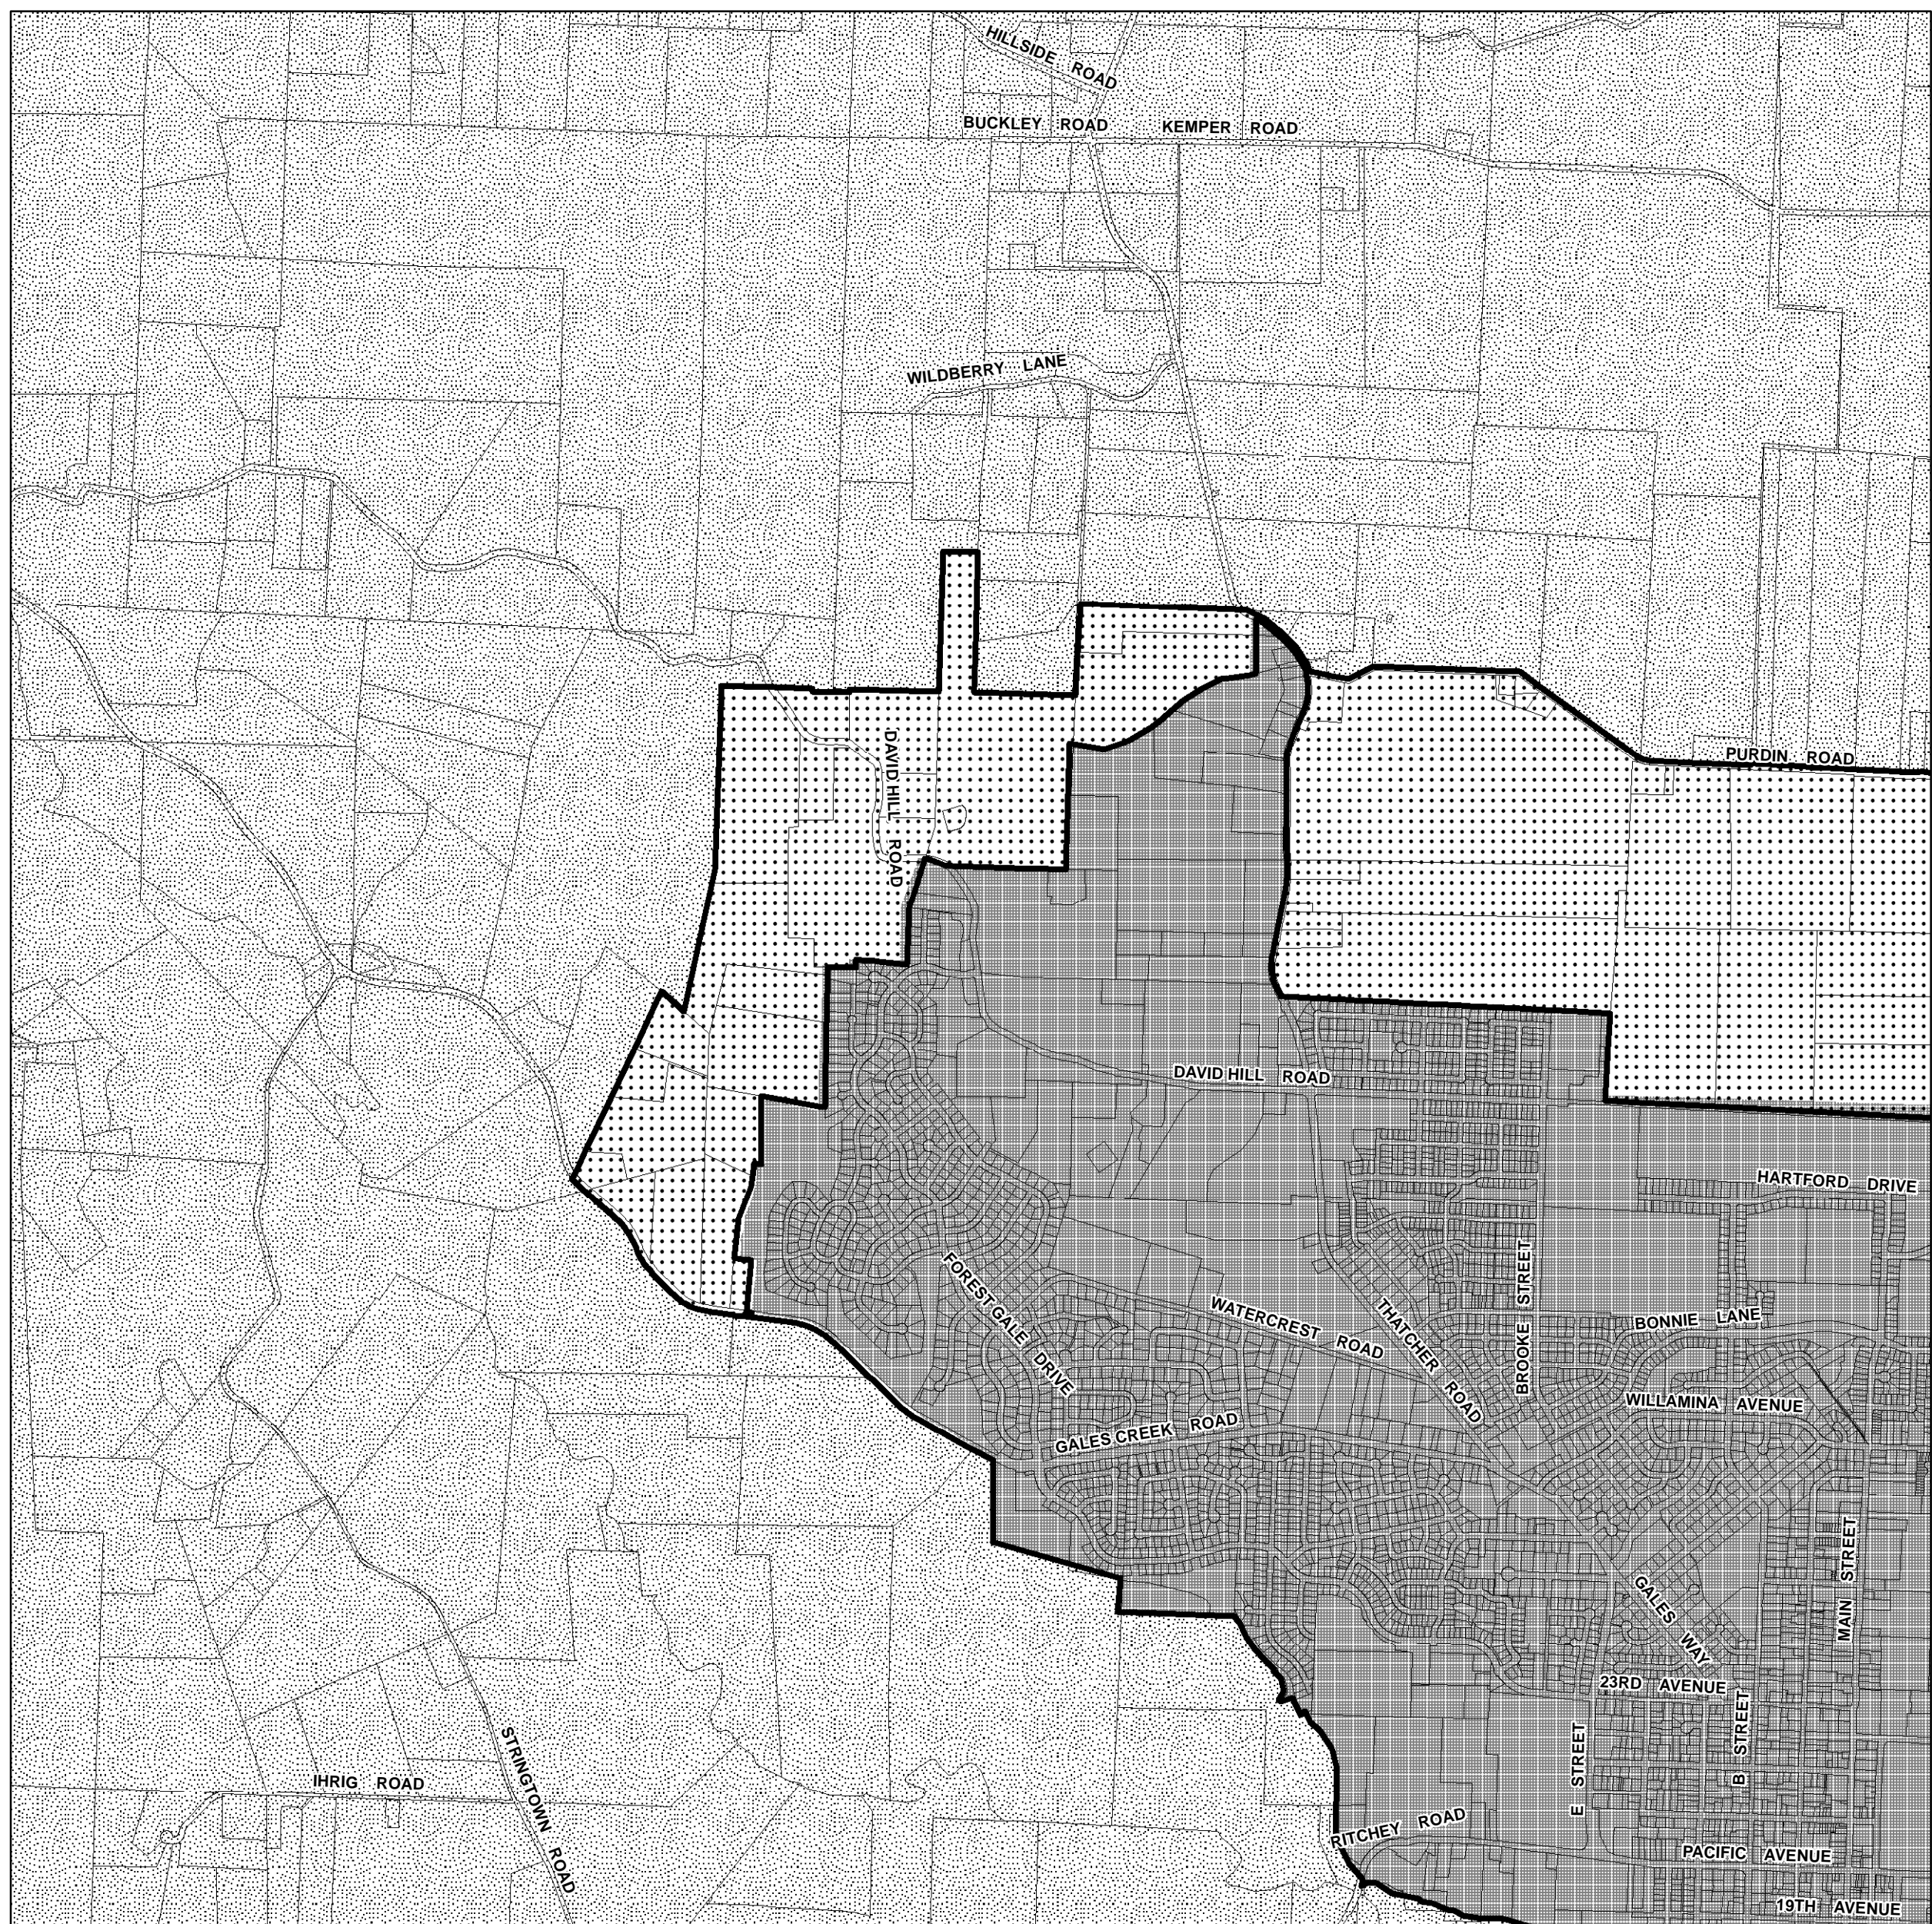 HILLSIDE ROAD
BUCKLEY ROAD
KEMPER ROAD
WILDBERRY LANE
PURDIN ROAD
DAVID HILL ROAD
DAVID HILL ROAD
HARTFORD DRIVE
FOREST GALE DRIVE
WATERCREST ROAD
THATCHER ROAD
BROOKE STREET
BONNIE LANE
WILLAMINA AVENUE
GALES CREEK ROAD
MAIN STREET
GALES WAY
23RD AVENUE
B STREET
E STREET
STRINGTOWN ROAD
IHRIG ROAD
RITCHEY ROAD
PACIFIC AVENUE
19TH AVENUE